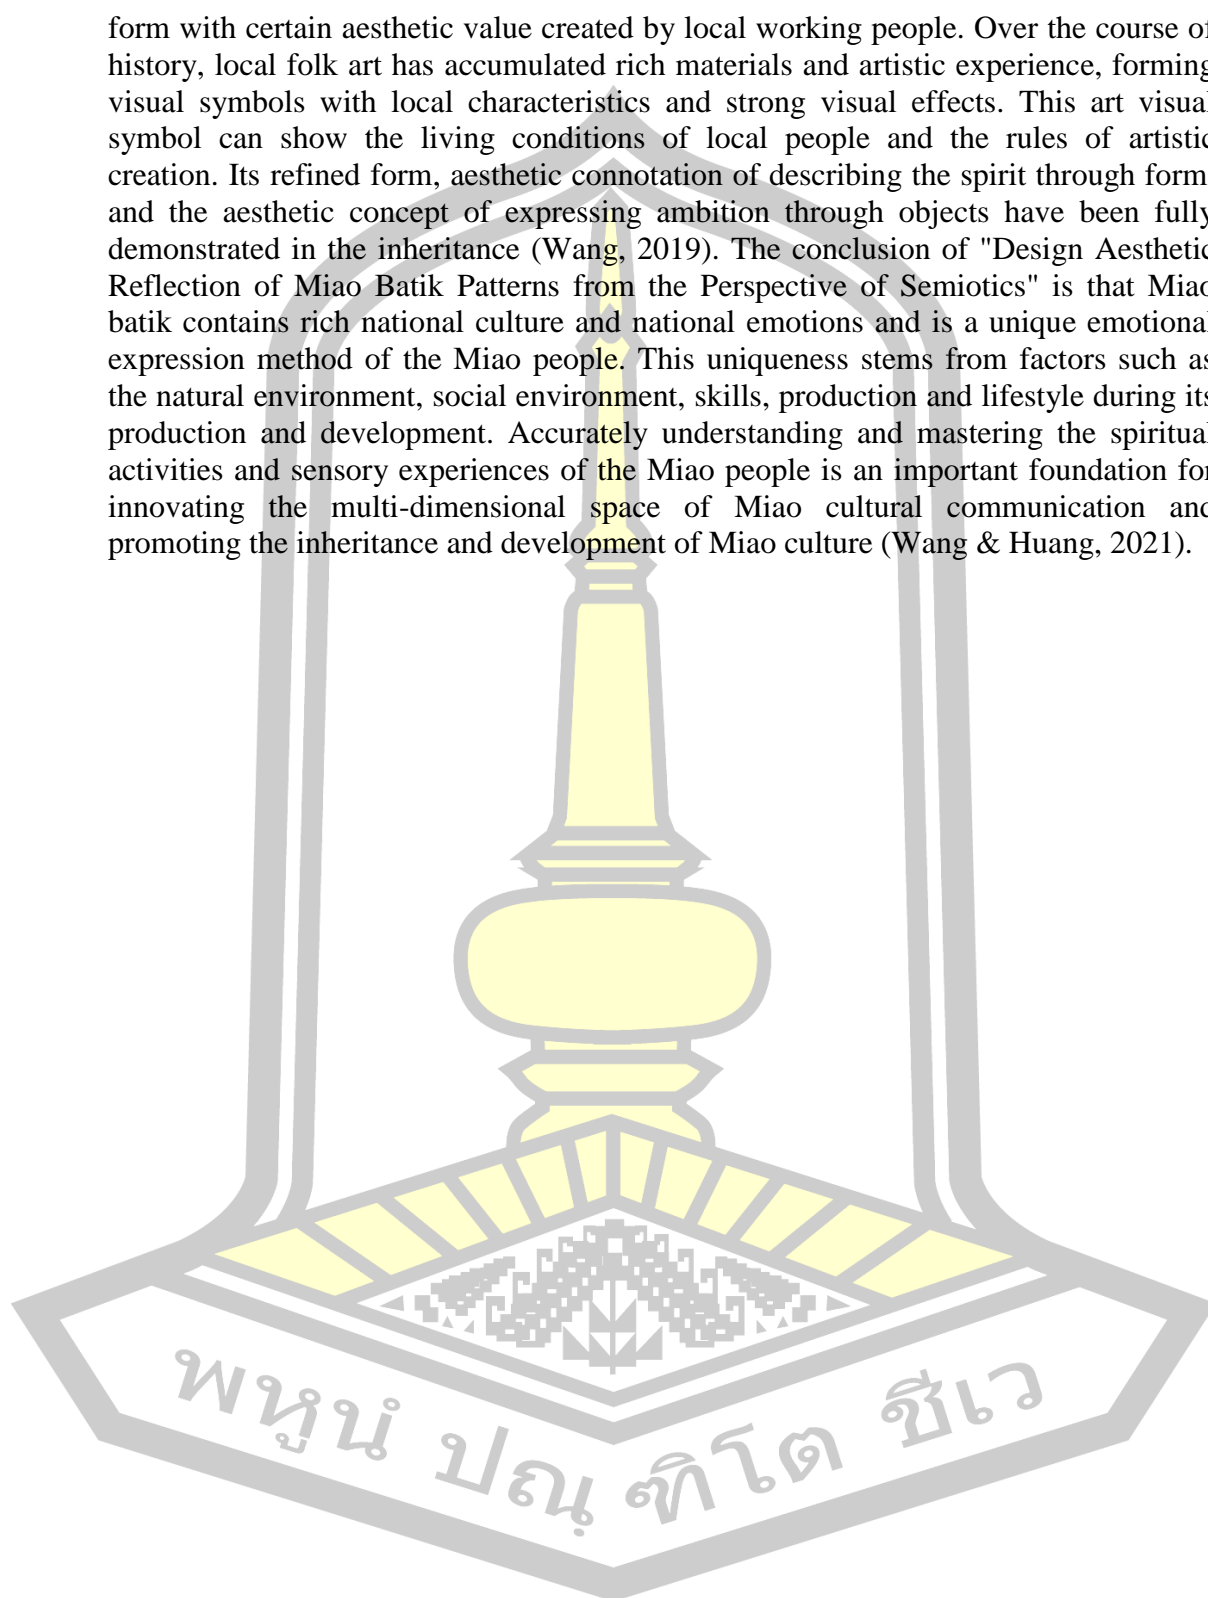 form with certain aesthetic value created by local working people. Over the course of
history, local folk art has accumulated rich materials and artistic experience, forming
visual symbols with local characteristics and strong visual effects. This art visual
symbol can show the living conditions of local people and the rules of artistic
creation. Its refined form, aesthetic connotation of describing the spirit through form
and the aesthetic concept of expressing ambition through objects have been fully
demonstrated in the inheritance (Wang, 2019). The conclusion of "Design Aesthetic
Reflection of Miao Batik Patterns from the Perspective of Semiotics" is that Miao
batik contains rich national culture and national emotions and is a unique emotional
expression method of the Miao people. This uniqueness stems from factors such as
the natural environment, social environment, skills, production and lifestyle during its
production and development. Accurately understanding and mastering the spiritual
activities and sensory experiences of the Miao people is an important foundation for
innovating the multi-dimensional space of Miao cultural communication and
promoting the inheritance and development of Miao culture (Wang & Huang, 2021).
พหูนํ ปณฺฑิโต ชีเว